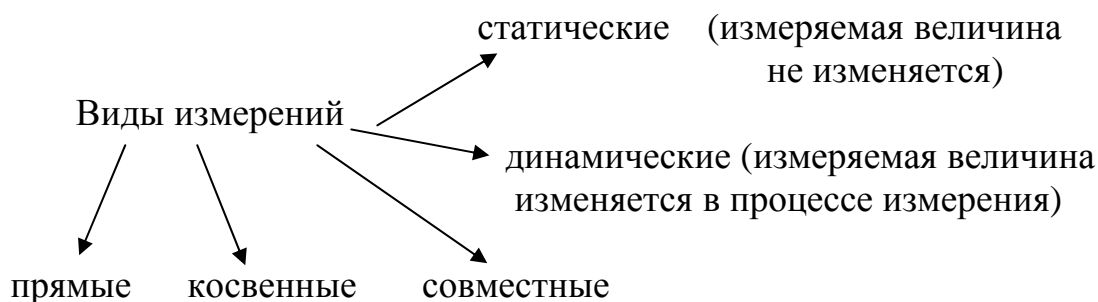 статические (измеряемая величина
не изменяется)
Виды измерений
динамические (измеряемая величина
изменяется в процессе измерения)
прямые косвенные совместные